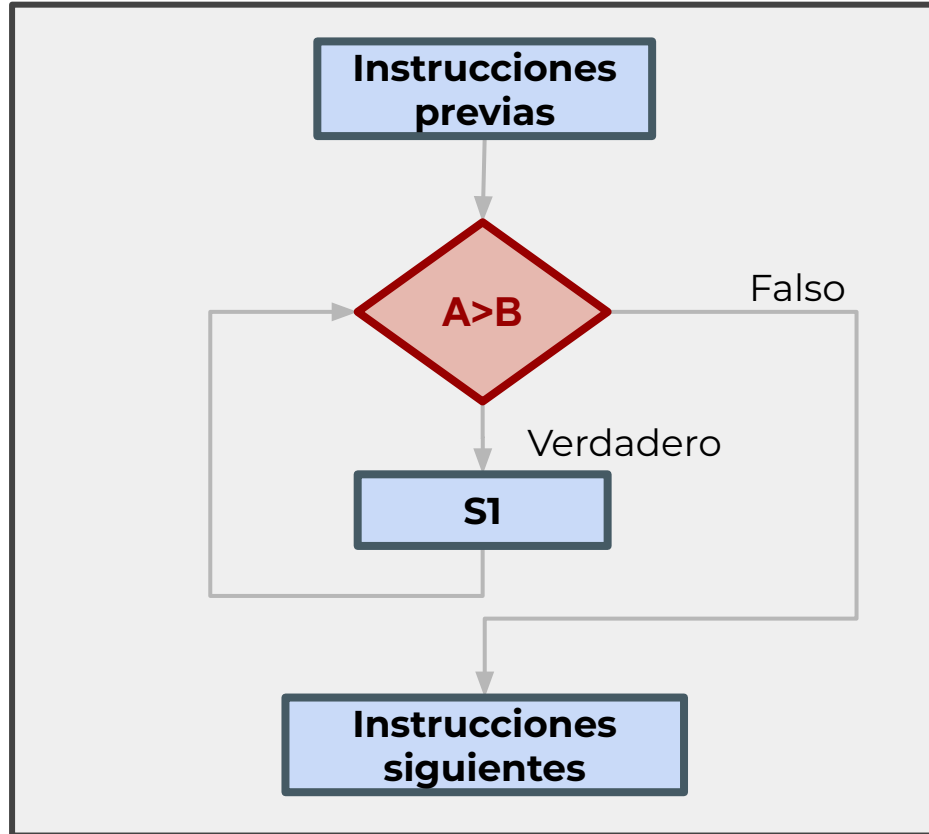 Instrucciones
previas
A>B
Falso
Verdadero
S1
Instrucciones
siguientes